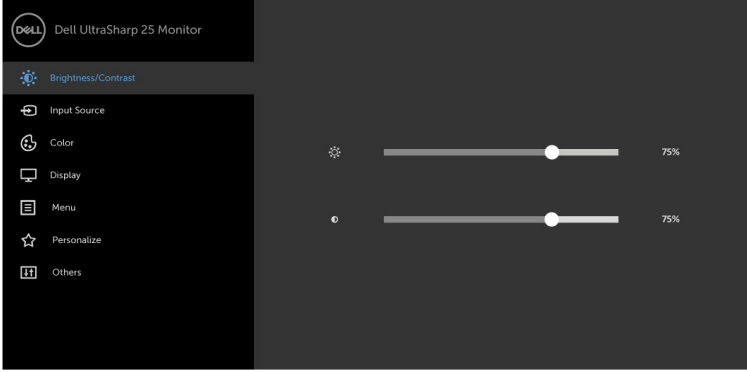 DELL
Dell UltraSharp 25 Monitor
Brightness/Contrast
Input Source
Color
75%
Display
Menu
75%
Personalize
Others